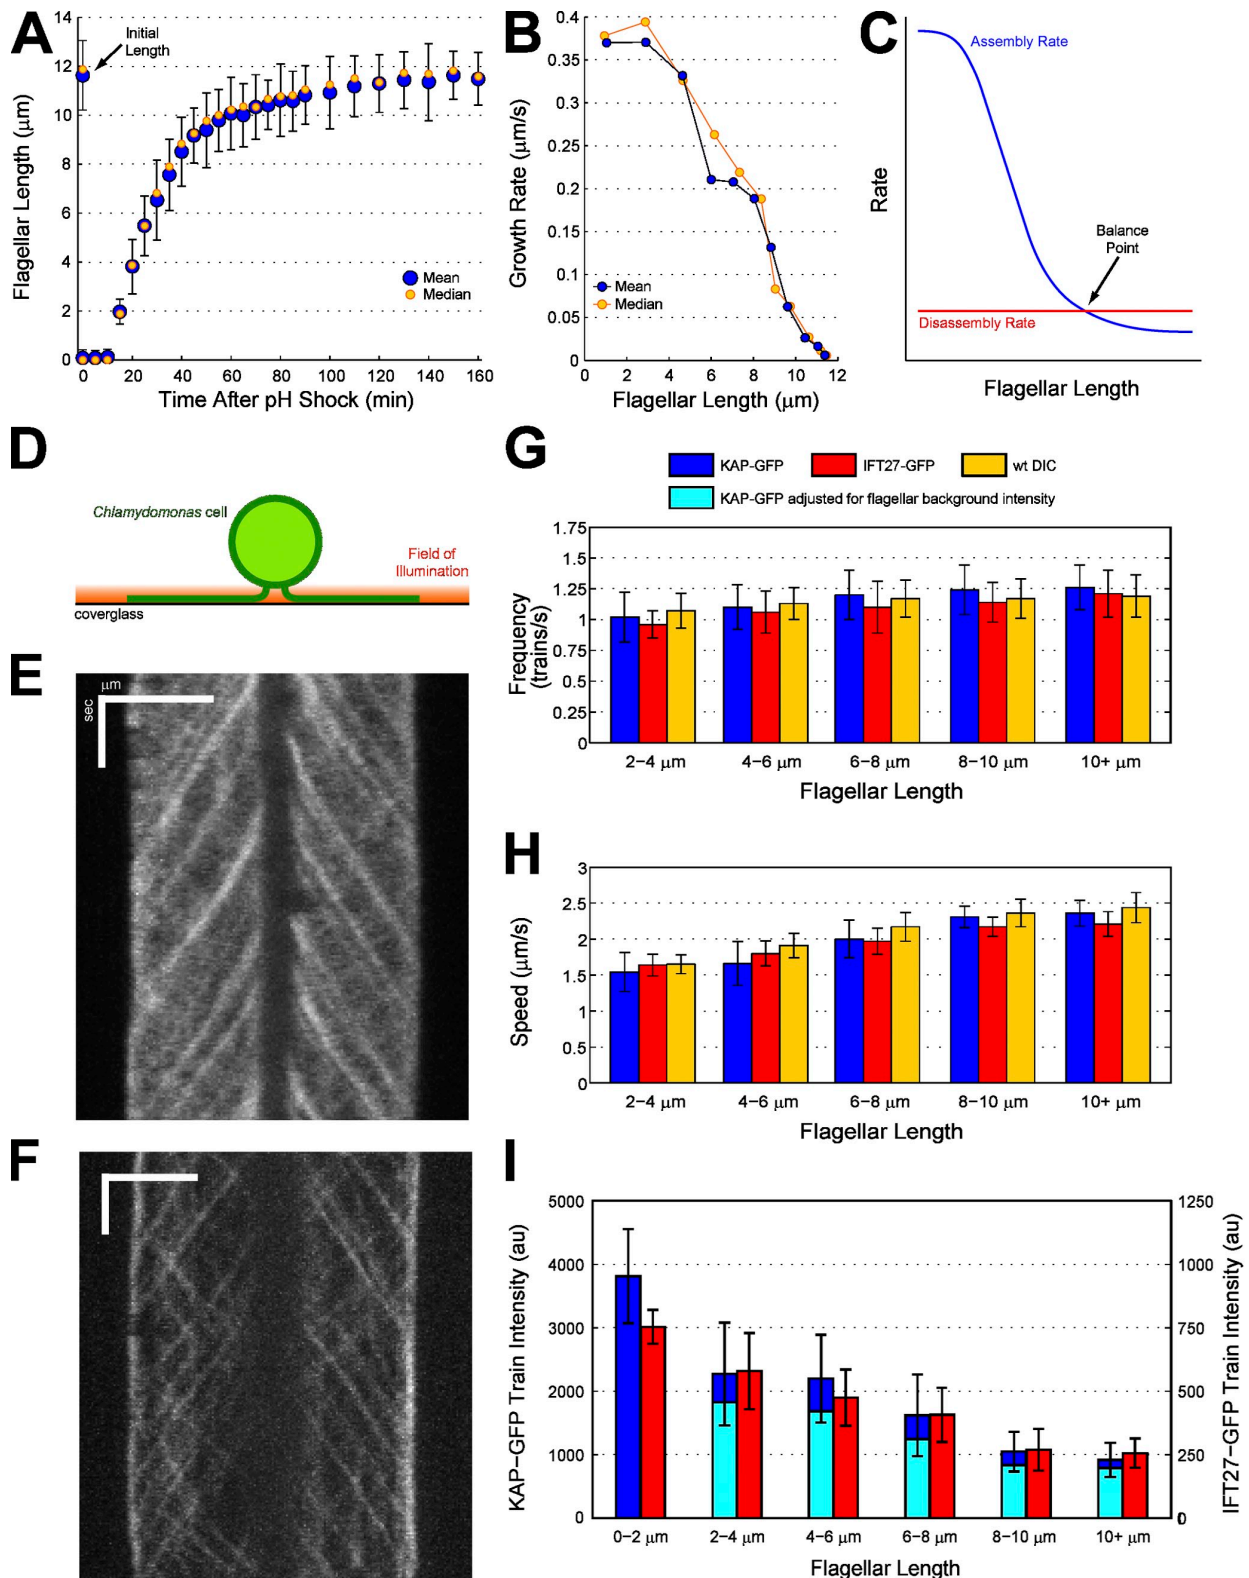 A
Initial
Length
Flagellar Length (μm)
14
12
10
8
6
4
2
0
Mean
Median
0 20 40 60 80 100 120 140 160
Time After pH Shock (min)
B
Growth Rate (μm/s)
0.4
0.35
0.3
0.25
0.2
0.15
0.1
0.05
0
Mean
Median
0 2 4 6 8 10 12
Flagellar Length (μm)
C
Assembly Rate
Rate
Balance
Point
Disassembly Rate
Flagellar Length
D
Chlamydomonas cell
Field of
Illumination
coverglass
E
μm
sec
F
G
KAP-GFP
IFT27-GFP
wt DIC
KAP-GFP adjusted for flagellar background intensity
Frequency
(trains/s)
1.75
1.5
1.25
1
0.75
0.5
0.25
0
2-4 μm 4-6 μm 6-8 μm 8-10 μm 10+ μm
Flagellar Length
H
Speed (μm/s)
3
2.5
2
1.5
1
0.5
0
2-4 μm 4-6 μm 6-8 μm 8-10 μm 10+ μm
Flagellar Length
I
KAP-GFP Train Intensity (au)
5000
4000
3000
2000
1000
0
1250
1000
750
500
250
0
IFT27-GFP Train Intensity (au)
0-2 μm 2-4 μm 4-6 μm 6-8 μm 8-10 μm 10+ μm
Flagellar Length